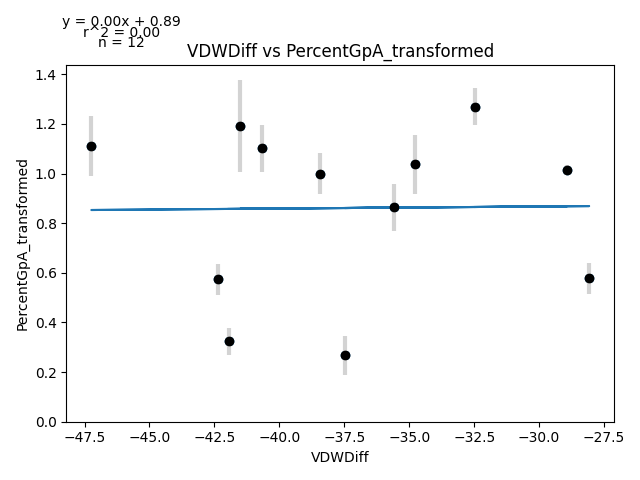 y = 0.00x + 0.89
r^2 = 0.00
n = 12
VDWDiff vs PercentGpA_transformed
PercentGpA_transformed
1.4
1.2
1.0
0.8
0.6
0.4
0.2
0.0
−47.5 −45.0 −42.5 −40.0 −37.5 −35.0 −32.5 −30.0 −27.5
VDWDiff